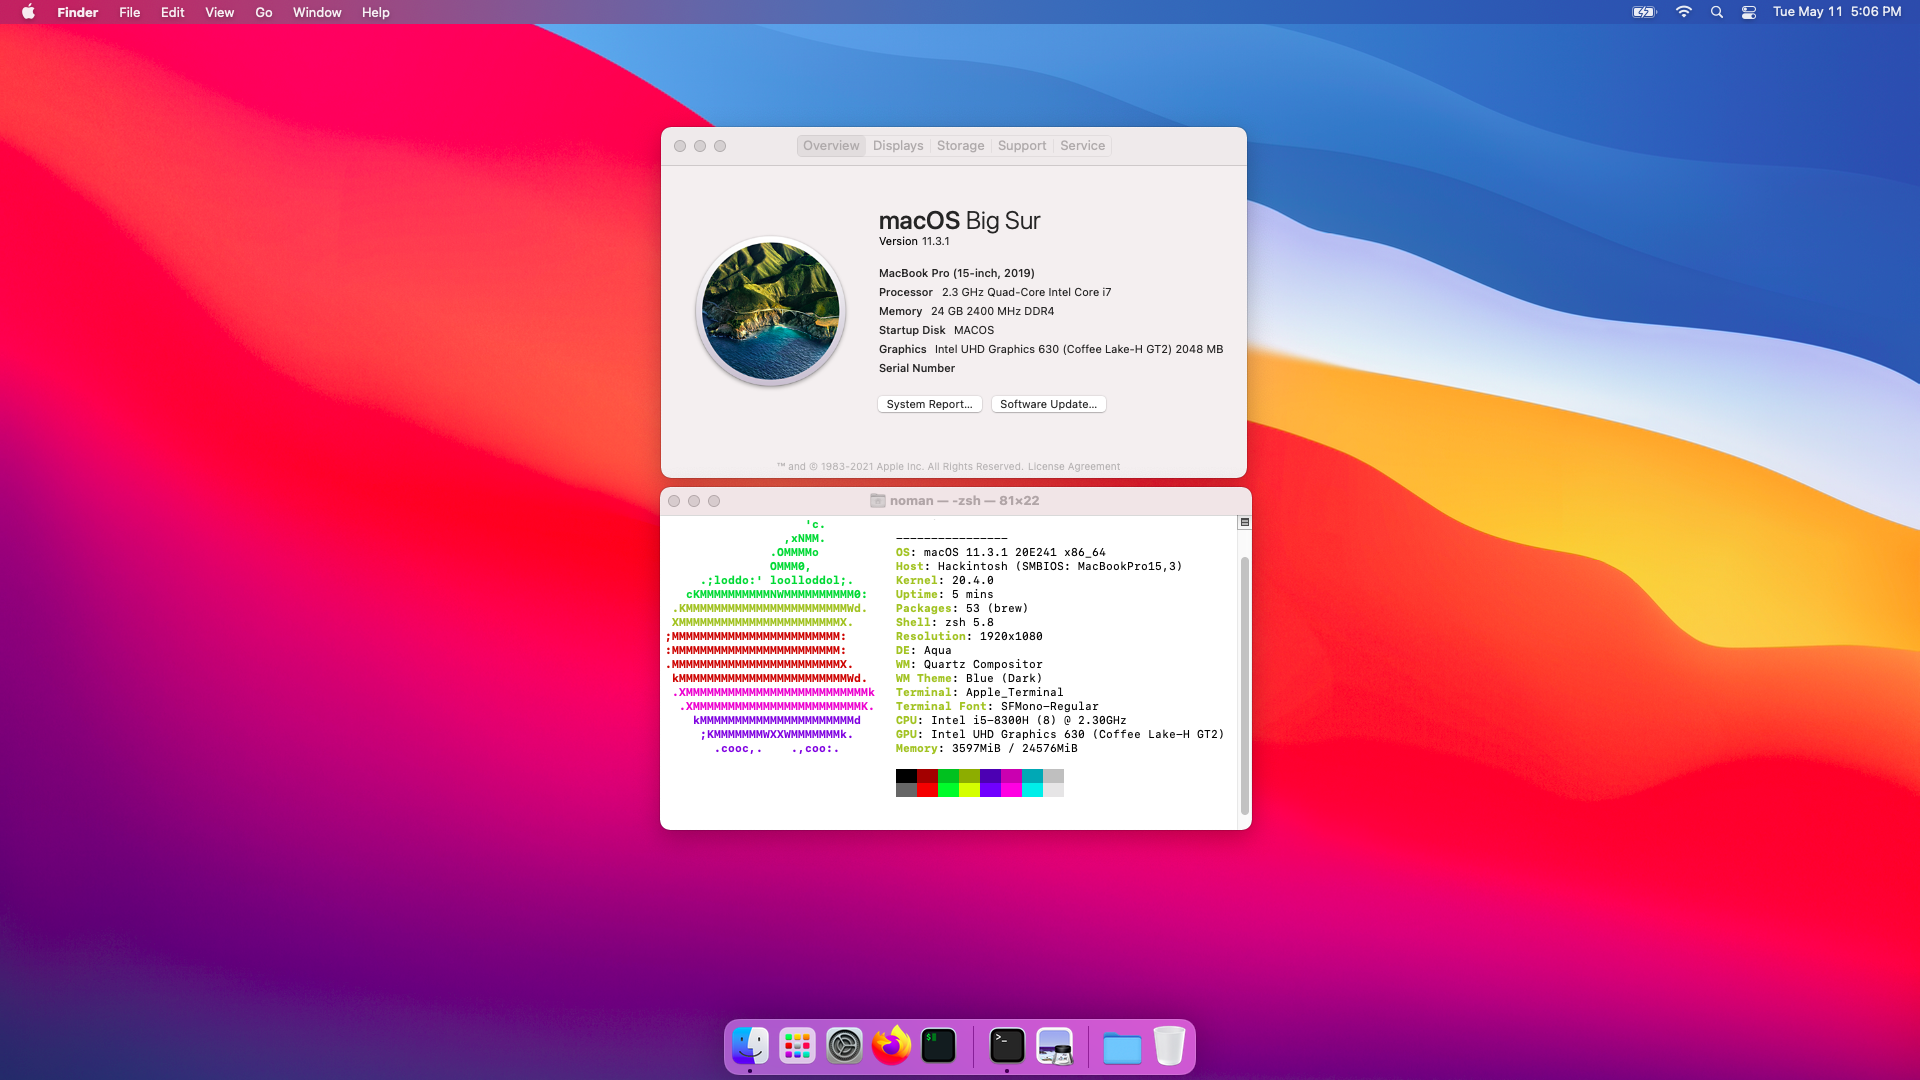 Finder File Edit View Go Window Help Tue May 11 5:06 PM
Overview Displays Storage Support Service
macOS Big Sur
Version 11.3.1
MacBook Pro (15-inch, 2019)
Processor 2.3 GHz Quad-Core Intel Core i7
Memory 24 GB 2400 MHz DDR4
Startup Disk MACOS
Graphics Intel UHD Graphics 630 (Coffee Lake-H GT2) 2048 MB
Serial Number
System Report... Software Update...
™ and © 1983-2021 Apple Inc. All Rights Reserved. License Agreement
noman — -zsh — 81×22
'c.
,xNMM. ----------------
.OMMMMo OS: macOS 11.3.1 20E241 x86_64
OMMM0, Host: Hackintosh (SMBIOS: MacBookPro15,3)
.;loddo:' loolloddol;. Kernel: 20.4.0
cKMMMMMMMMMMNWMMMMMMMMMM0: Uptime: 5 mins
.KMMMMMMMMMMMMMMMMMMMMMMMWd. Packages: 53 (brew)
XMMMMMMMMMMMMMMMMMMMMMMMX. Shell: zsh 5.8
;MMMMMMMMMMMMMMMMMMMMMMMM: Resolution: 1920x1080
:MMMMMMMMMMMMMMMMMMMMMMMM: DE: Aqua
.MMMMMMMMMMMMMMMMMMMMMMMMX. WM: Quartz Compositor
kMMMMMMMMMMMMMMMMMMMMMMMMWd. WM Theme: Blue (Dark)
.XMMMMMMMMMMMMMMMMMMMMMMMMMMk Terminal: Apple_Terminal
.XMMMMMMMMMMMMMMMMMMMMMMMMK. Terminal Font: SFMono-Regular
kMMMMMMMMMMMMMMMMMMMMMMd CPU: Intel i5-8300H (8) @ 2.30GHz
;KMMMMMMMWXXWMMMMMMMk. GPU: Intel UHD Graphics 630 (Coffee Lake-H GT2)
.cooc,. .,coo:. Memory: 3597MiB / 24576MiB